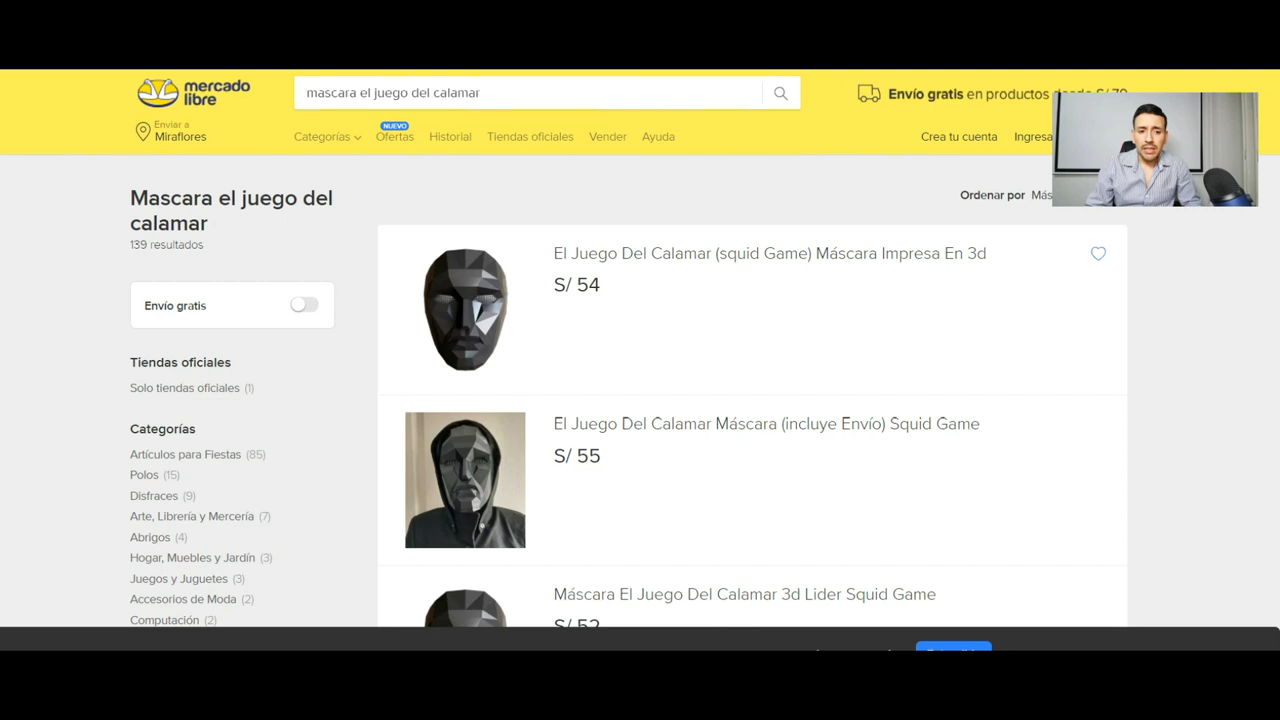 mercado
libre
mascara el juego del calamar
Envío gratis en productos desde S/ 79
Enviar a
Miraflores
Categorías
NUEVO
Ofertas
Historial
Tiendas oficiales
Vender
Ayuda
Crea tu cuenta
Ingresa
Mascara el juego del
calamar
139 resultados
Ordenar por Más
Envío gratis
Tiendas oficiales
Solo tiendas oficiales (1)
Categorías
Artículos para Fiestas (85)
Polos (15)
Disfraces (9)
Arte, Librería y Mercería (7)
Abrigos (4)
Hogar, Muebles y Jardín (3)
Juegos y Juguetes (3)
Accesorios de Moda (2)
Computación (2)
El Juego Del Calamar (squid Game) Máscara Impresa En 3d
S/ 54
El Juego Del Calamar Máscara (incluye Envío) Squid Game
S/ 55
Máscara El Juego Del Calamar 3d Lider Squid Game
S/ 52